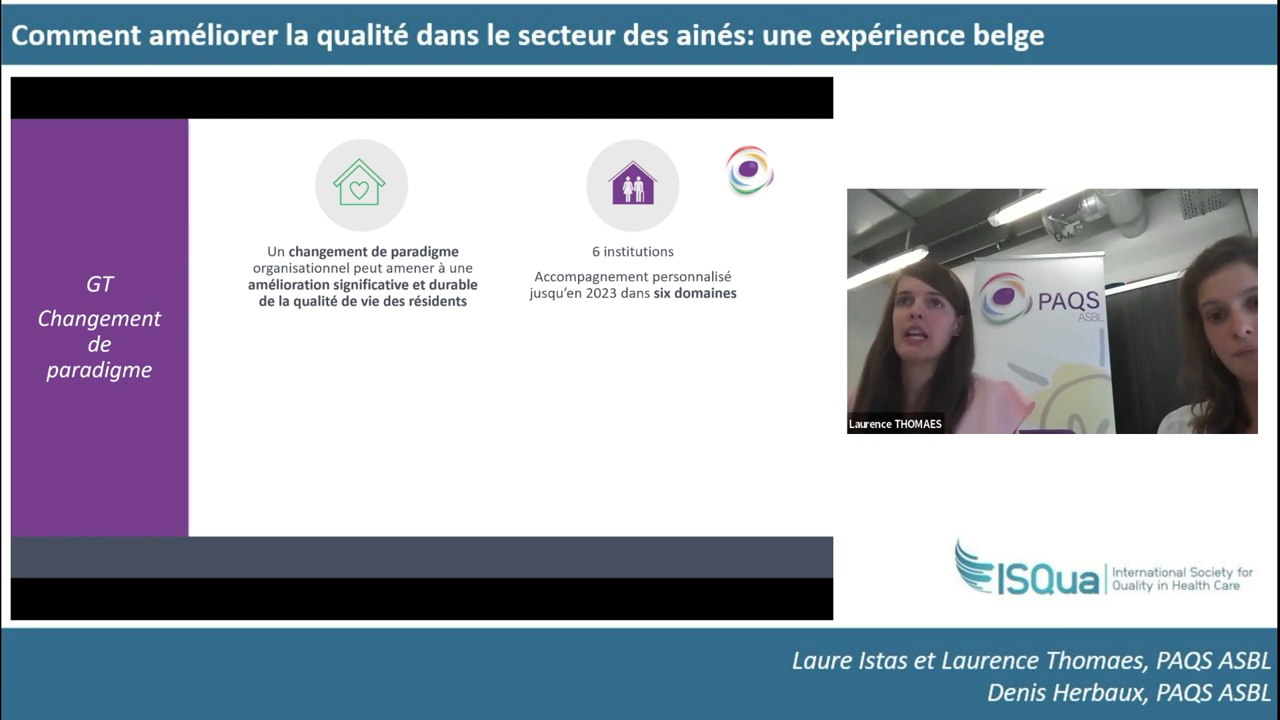 Comment améliorer la qualité dans le secteur des ainés: une expérience belge
GT
Changement
de
paradigme
Un changement de paradigme
organisationnel peut amener à une
amélioration significative et durable
de la qualité de vie des résidents
6 institutions
Accompagnement personnalisé
jusqu'en 2023 dans six domaines
PAQS
ASBL
Laurence THOMAES
ISQua
International Society for
Quality in Health Care
Laure Istas et Laurence Thomaes, PAQS ASBL
Denis Herbaux, PAQS ASBL